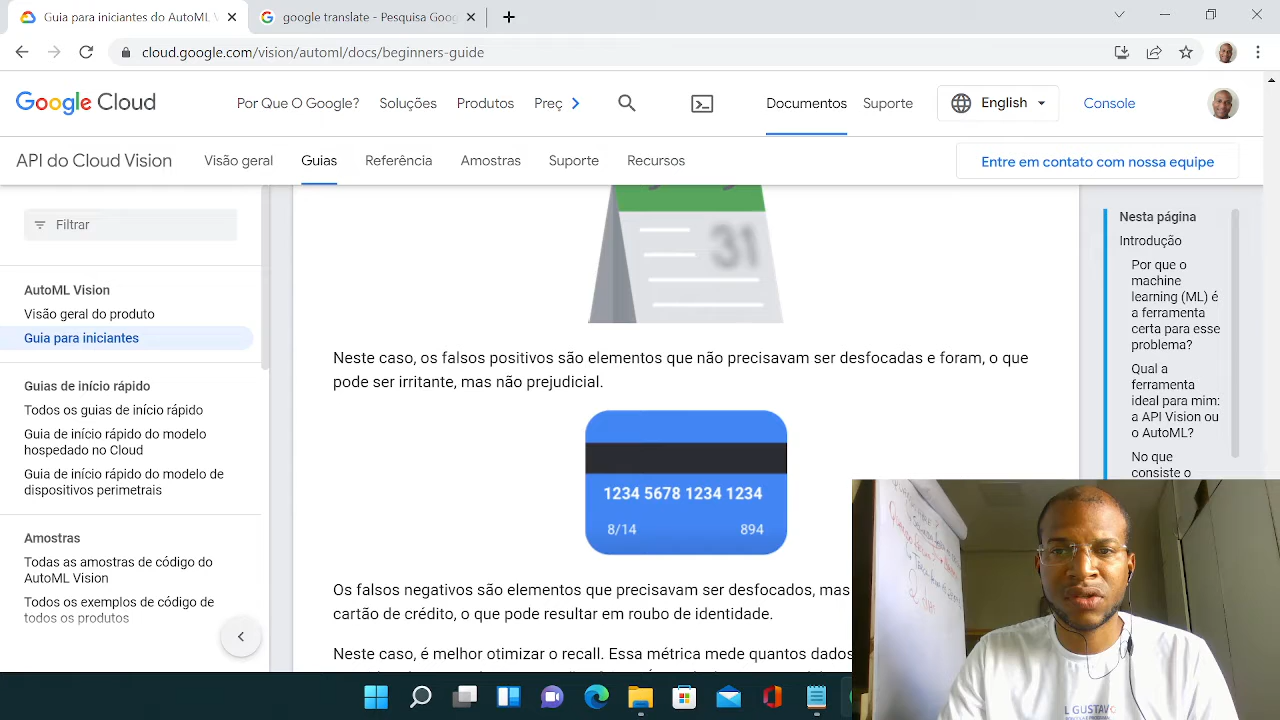 Guia para iniciantes do AutoML V
google translate - Pesquisa Goog
cloud.google.com/vision/automl/docs/beginners-guide
Google Cloud
Por Que O Google?
Soluções
Produtos
Preç
Documentos
Suporte
English
Console
API do Cloud Vision
Visão geral
Guias
Referência
Amostras
Suporte
Recursos
Entre em contato com nossa equipe
Filtrar
AutoML Vision
Visão geral do produto
Guia para iniciantes
Guias de início rápido
Todos os guias de início rápido
Guia de início rápido do modelo
hospedado no Cloud
Guia de início rápido do modelo de
dispositivos perimetrais
Amostras
Todas as amostras de código do
AutoML Vision
Todos os exemplos de código de
todos os produtos
31
Neste caso, os falsos positivos são elementos que não precisavam ser desfocadas e foram, o que
pode ser irritante, mas não prejudicial.
1234 5678 1234 1234
8/14 894
Os falsos negativos são elementos que precisavam ser desfocados, mas
cartão de crédito, o que pode resultar em roubo de identidade.
Neste caso, é melhor otimizar o recall. Essa métrica mede quantos dados
Nesta página
Introdução
Por que o
machine
learning (ML) é
a ferramenta
certa para esse
problema?
Qual a
ferramenta
ideal para mim:
a API Vision ou
o AutoML?
No que
consiste o
L GUSTAVO